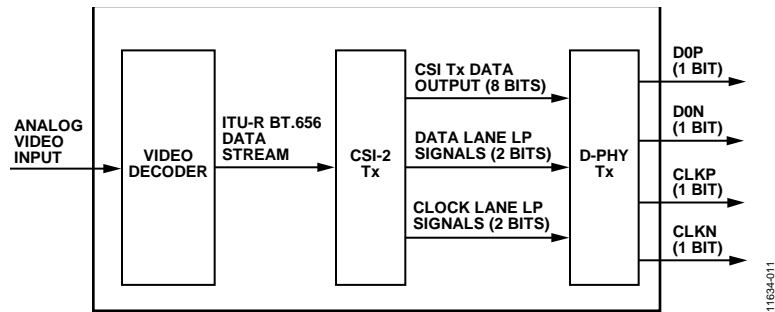 ANALOG
VIDEO
INPUT
VIDEO
DECODER
ITU-R BT.656
DATA
STREAM
CSI-2
Tx
CSI Tx DATA
OUTPUT (8 BITS)
DATA LANE LP
SIGNALS (2 BITS)
CLOCK LANE LP
SIGNALS (2 BITS)
D-PHY
Tx
D0P
(1 BIT)
D0N
(1 BIT)
CLKP
(1 BIT)
CLKN
(1 BIT)
11634-011